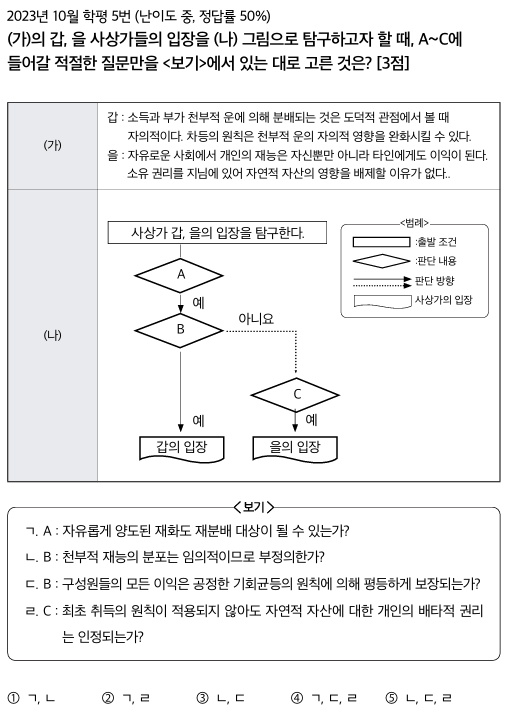 2023년 10월 학평 5번 (난이도 중, 정답률 50%)
(가)의 갑, 을 사상가들의 입장을 (나) 그림으로 탐구하고자 할 때, A~C에
들어갈 적절한 질문만을 <보기>에서 있는 대로 고른 것은? [3점]
(가)
갑 : 소득과 부가 천부적 운에 의해 분배되는 것은 도덕적 관점에서 볼 때
자의적이다. 차등의 원칙은 천부적 운의 자의적 영향을 완화시킬 수 있다.
을 : 자유로운 사회에서 개인의 재능은 자신뿐만 아니라 타인에게도 이익이 된다.
소유 권리를 지님에 있어 자연적 자산의 영향을 배제할 이유가 없다..
(나)
사상가 갑, 을의 입장을 탐구한다.
A
예
B
아니요
C
예
예
갑의 입장
을의 입장
<범례>
:출발 조건
:판단 내용
:판단 방향
:사상가의 입장
<보기>
ㄱ. A : 자유롭게 양도된 재화도 재분배 대상이 될 수 있는가?
ㄴ. B : 천부적 재능의 분포는 임의적이므로 부정의한가?
ㄷ. B : 구성원들의 모든 이익은 공정한 기회균등의 원칙에 의해 평등하게 보장되는가?
ㄹ. C : 최초 취득의 원칙이 적용되지 않아도 자연적 자산에 대한 개인의 배타적 권리
는 인정되는가?
① ㄱ, ㄴ ② ㄱ, ㄹ ③ ㄴ, ㄷ ④ ㄱ, ㄷ, ㄹ ⑤ ㄴ, ㄷ, ㄹ